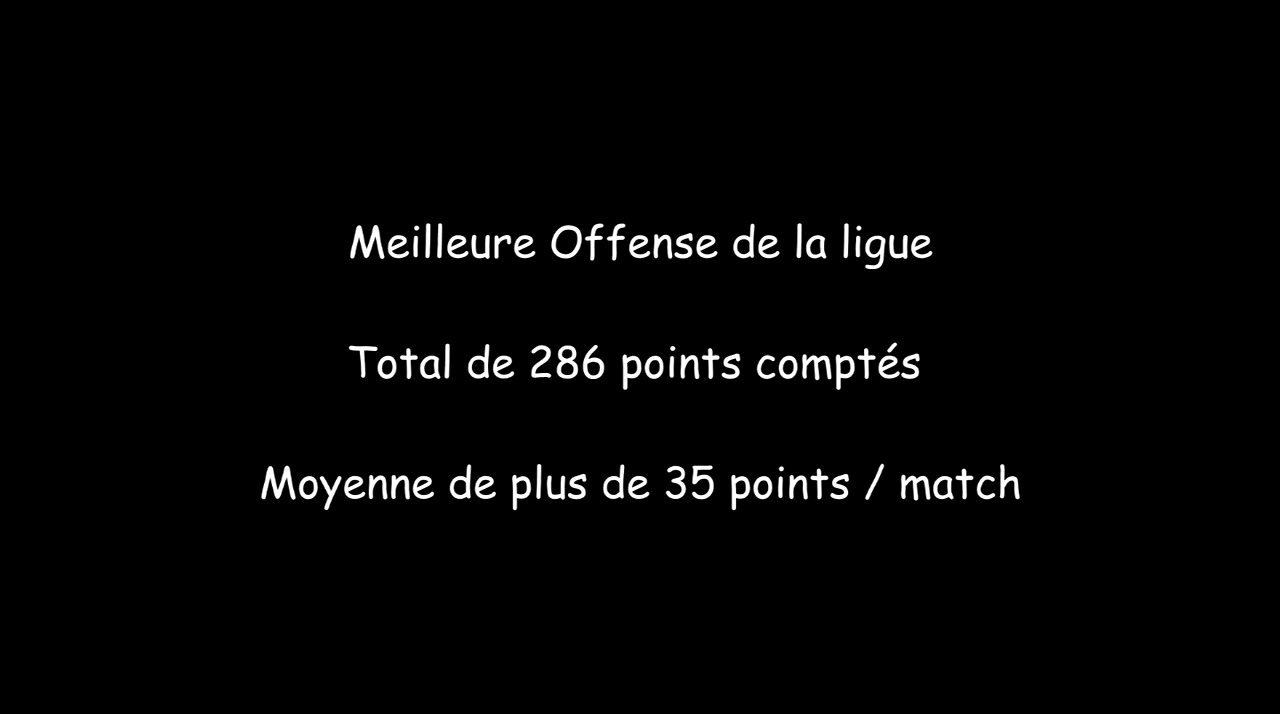 Meilleure Offense de la ligue
Total de 286 points comptés
Moyenne de plus de 35 points / match